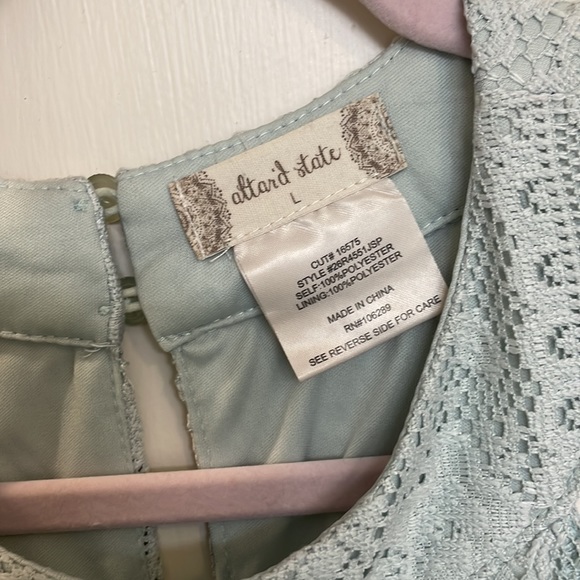 altar'd state
L
CUT# 16575
STYLE #26R4551JSP
SELF:100%POLYESTER
LINING:100%POLYESTER
MADE IN CHINA
RN#106289
SEE REVERSE SIDE FOR CARE